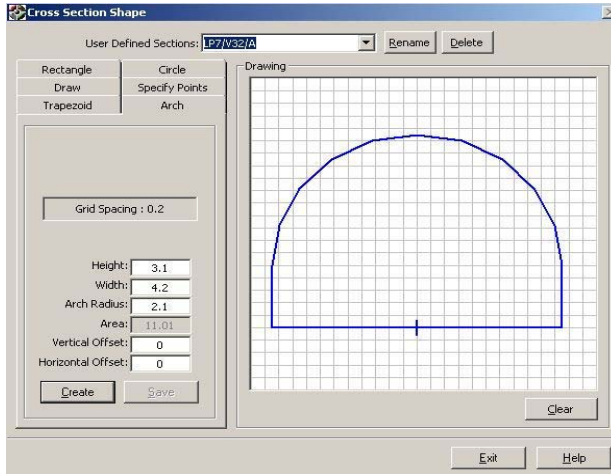 Cross Section Shape
User Defined Sections: LP7/V32/A Rename Delete
Rectangle Circle
Draw Specify Points
Trapezoid Arch
Drawing
Grid Spacing : 0.2
Height: 3.1
Width: 4.2
Arch Radius: 2.1
Area: 11.01
Vertical Offset: 0
Horizontal Offset: 0
Create Save
Clear
Exit Help